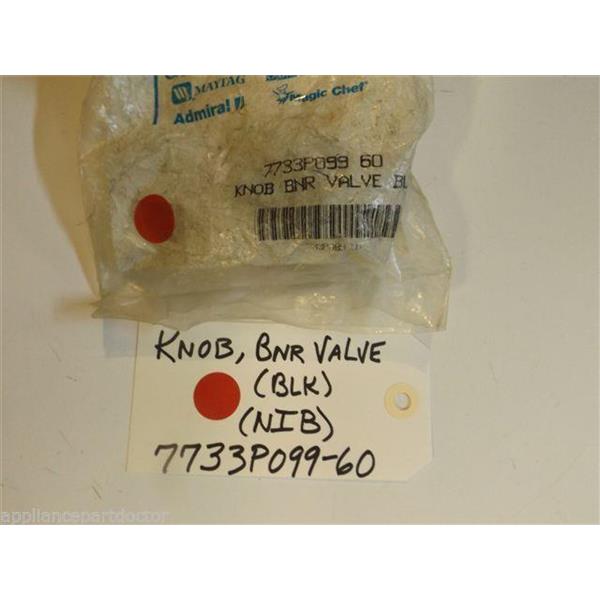 MAYTAG
Admiral
Magic Chef
7733P099 60
KNOB BNR VALVE BL
KNOB, BNR VALVE
(BLK)
(NIB)
7733P099-60
appliancepartdoctor